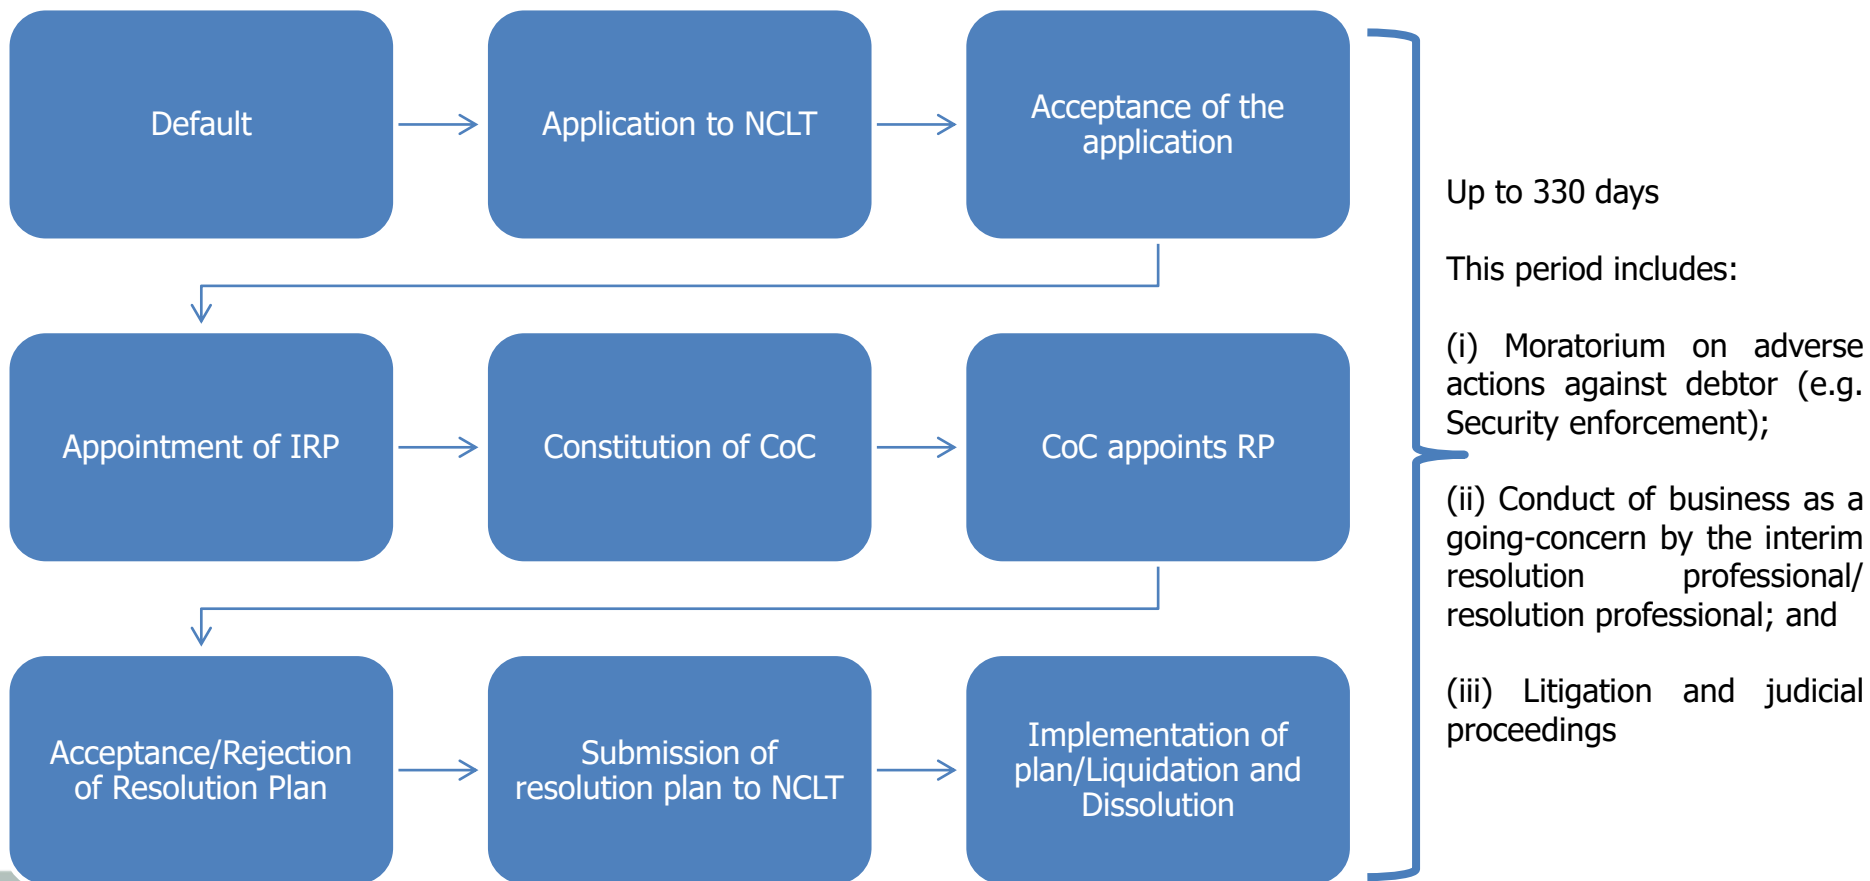 Default
Application to NCLT
Acceptance of the
application
Appointment of IRP
Constitution of CoC
CoC appoints RP
Acceptance/Rejection
of Resolution Plan
Submission of
resolution plan to NCLT
Implementation of
plan/Liquidation and
Dissolution
Up to 330 days
This period includes:
(i) Moratorium on adverse
actions against debtor (e.g.
Security enforcement);
(ii) Conduct of business as a
going-concern by the interim
resolution professional/
resolution professional; and
(iii) Litigation and judicial
proceedings